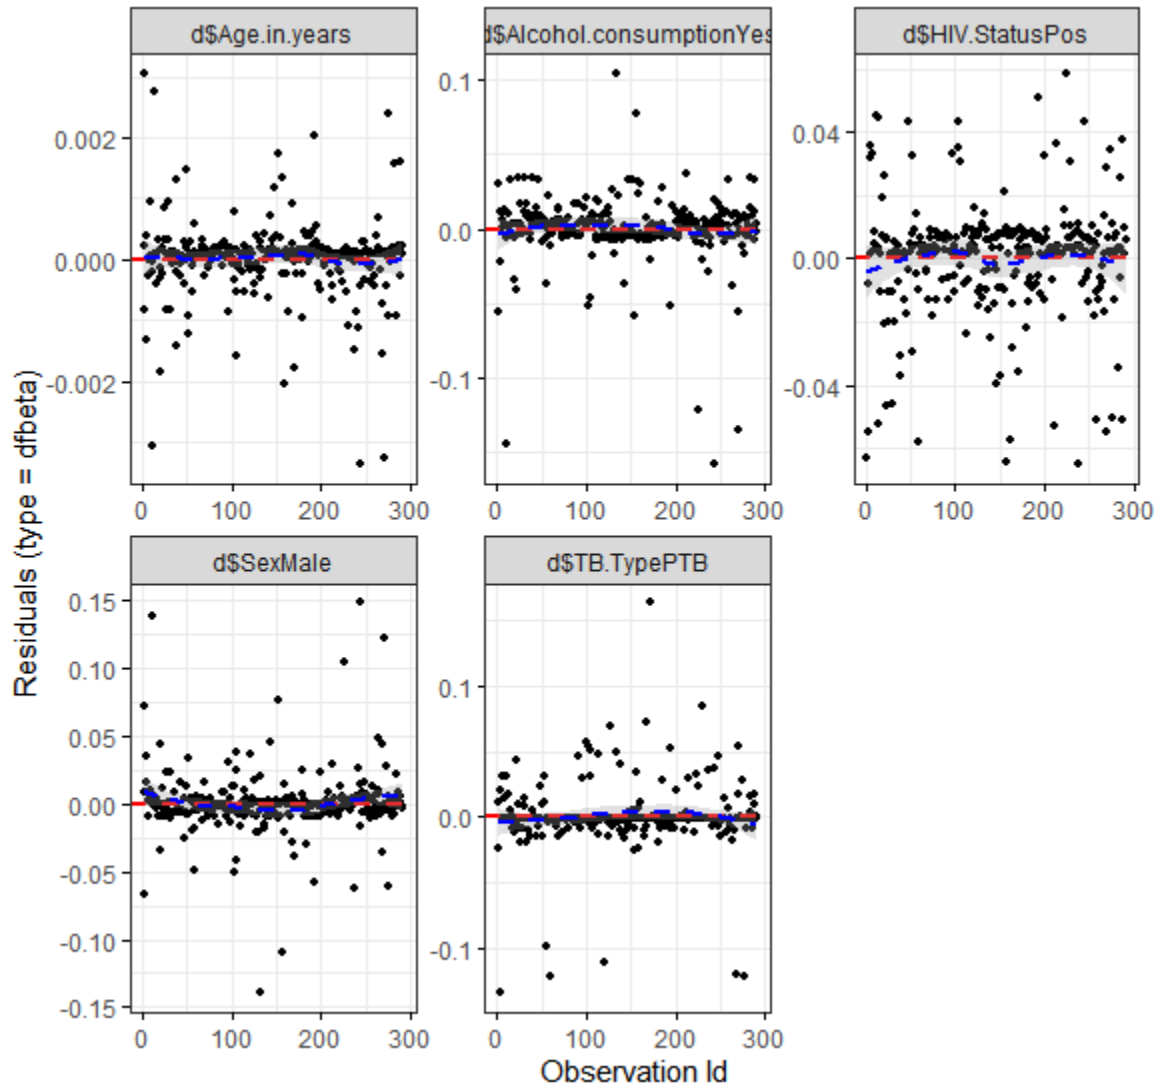 d$Age.in.years
d$Alcohol.consumptionYes
d$HIV.StatusPos
0.002
0.000
-0.002
0.1
0.0
-0.1
0.04
0.00
-0.04
0 100 200 300
0 100 200 300
0 100 200 300
Residuals (type = dfbeta)
d$SexMale
d$TB.TypePTB
0.15
0.10
0.05
0.00
-0.05
-0.10
-0.15
0.1
0.0
-0.1
0 100 200 300
0 100 200 300
Observation Id